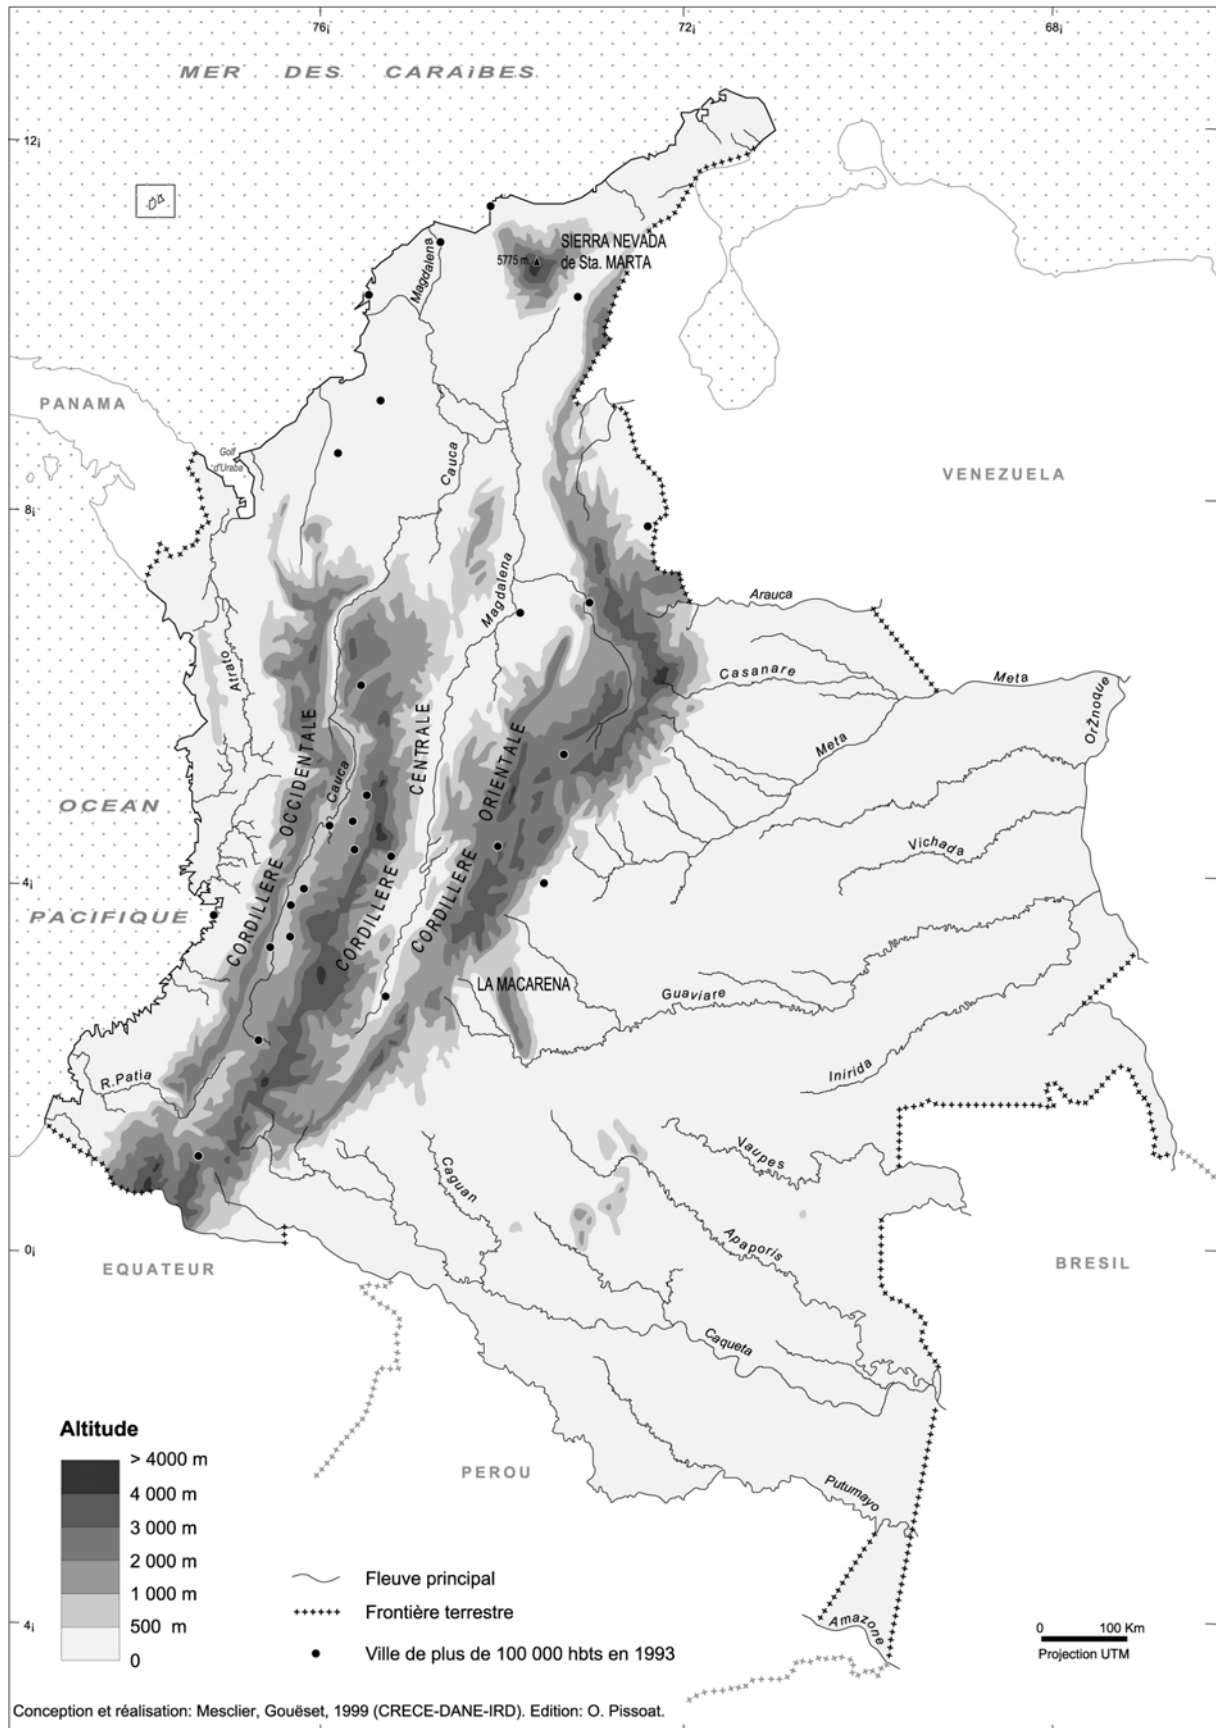 76¡
72¡
68¡
MER DES CARAïBES
12¡
SIERRA NEVADA
de Sta. MARTA
5775 m.
Magdalena
PANAMA
Golf
d'Uraba
Cauca
VENEZUELA
8¡
Magdalena
Arauca
Atrato
Casanare
Meta
OrŽnoque
Meta
CORDILLERE OCCIDENTALE
Cauca
CORDILLERE CENTRALE
CORDILLERE ORIENTALE
OCEAN
PACIFIQUE
Vichada
4¡
LA MACARENA
Guaviare
Inirida
R.Patia
Vaupes
Caguan
Apaporis
0¡
EQUATEUR
BRESIL
Caqueta
PEROU
Putumayo
Amazone
Altitude
> 4000 m
4 000 m
3 000 m
2 000 m
1 000 m
500 m
0
4¡
Fleuve principal
Frontière terrestre
Ville de plus de 100 000 hbts en 1993
0 100 Km
Projection UTM
Conception et réalisation: Mesclier, Gouëset, 1999 (CRECE-DANE-IRD). Edition: O. Pissoat.